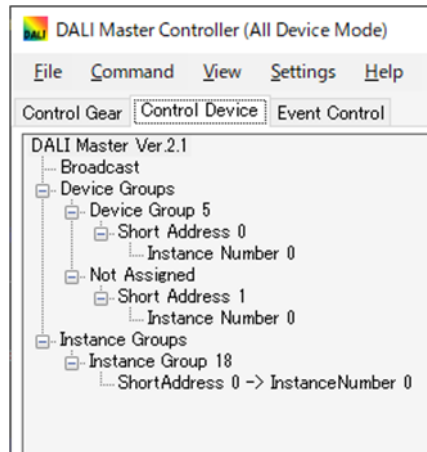 DALI DALI Master Controller (All Device Mode)
File Command View Settings Help
Control Gear Control Device Event Control
DALI Master Ver.2.1
Broadcast
Device Groups
Device Group 5
Short Address 0
Instance Number 0
Not Assigned
Short Address 1
Instance Number 0
Instance Groups
Instance Group 18
ShortAddress 0 -> InstanceNumber 0